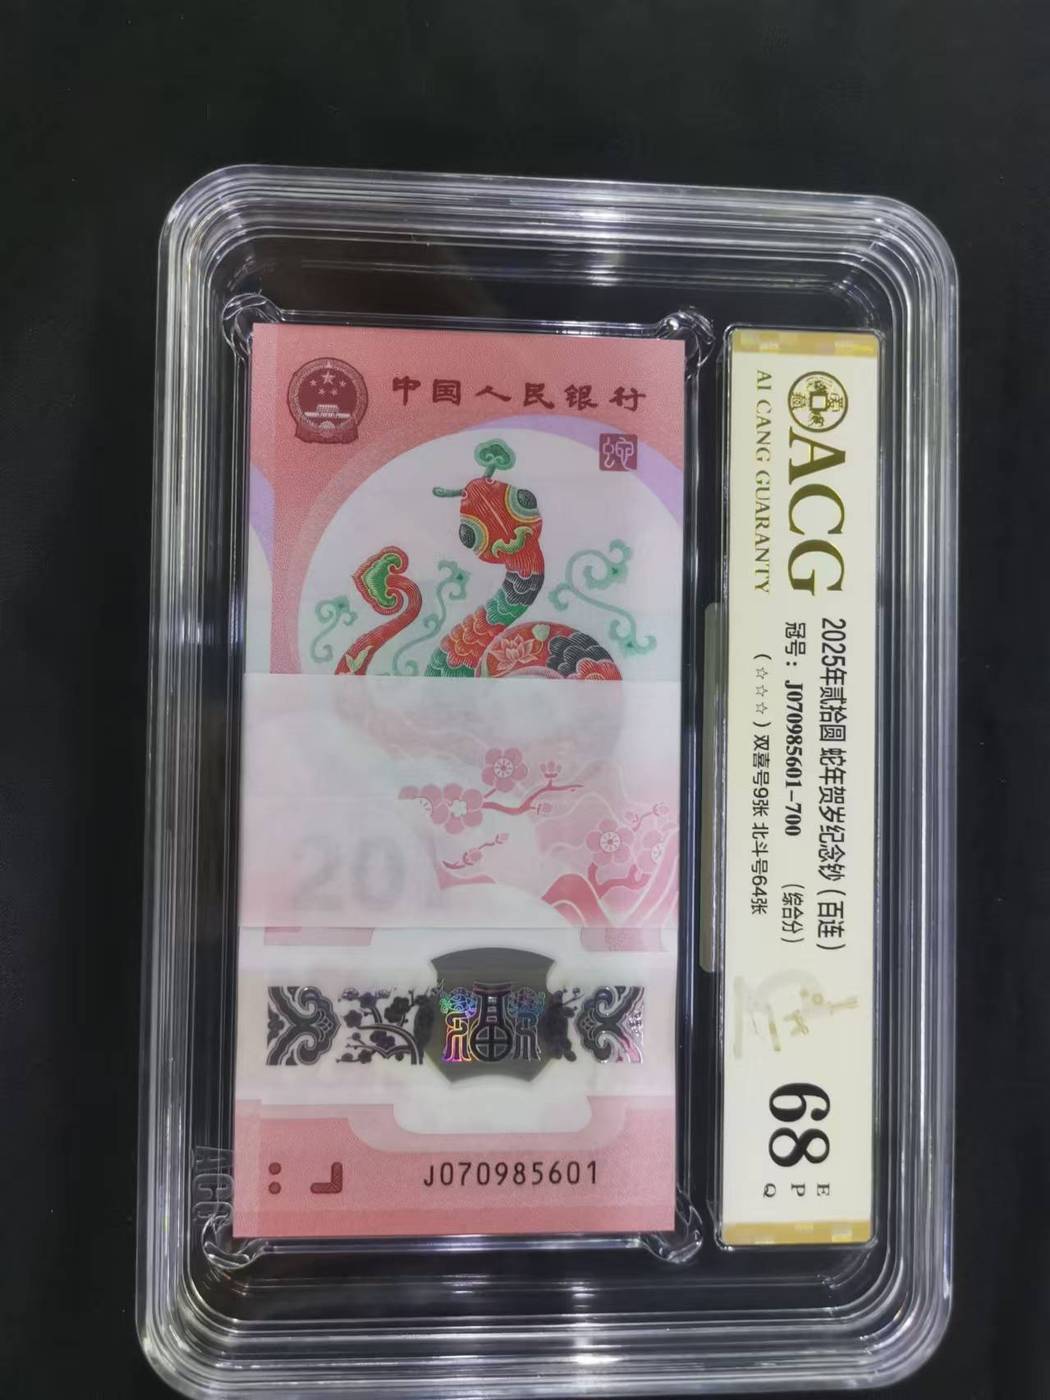 中国人民银行
蛇
20
J070985601
ACG
AI CANG GUARANTY
2025年贰拾圆 蛇年贺岁纪念钞（百连）
冠号：J070985601-700 （综合分）
（☆☆☆）双喜号9张 北斗号64张
68
E
P
Q
ACG